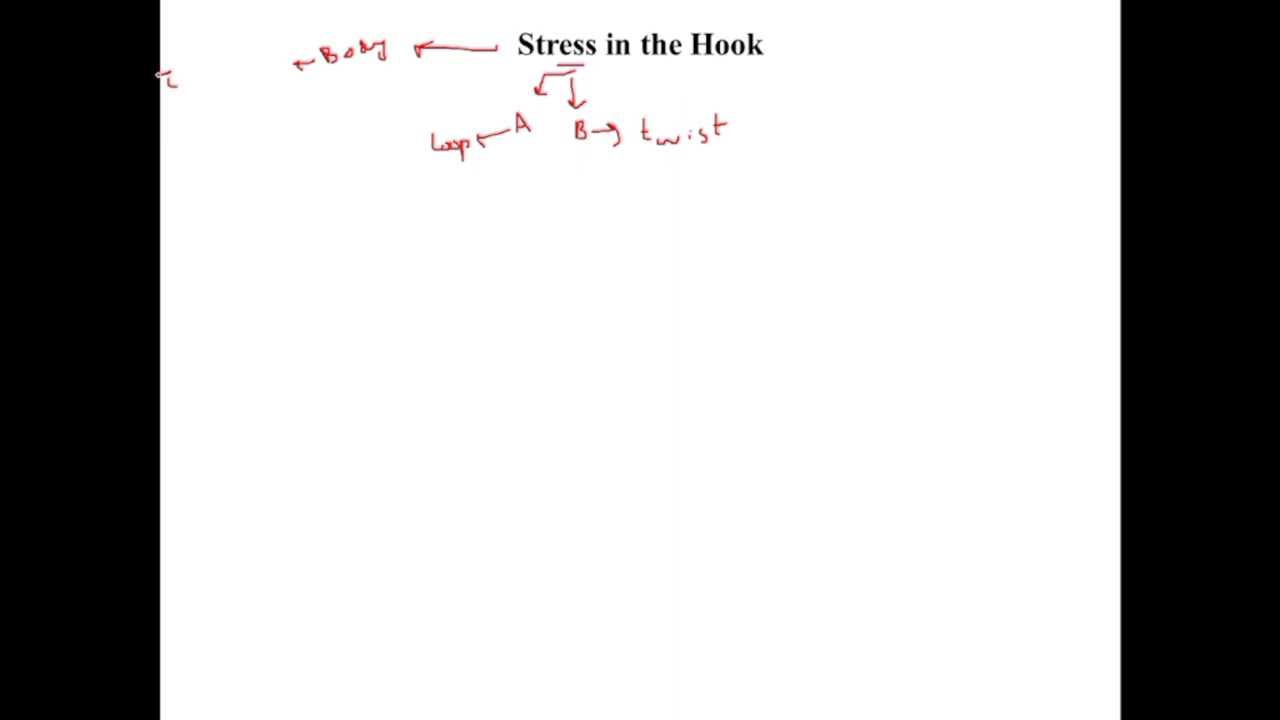 ← Body ← Stress in the Hook
Loop ← A B → twist